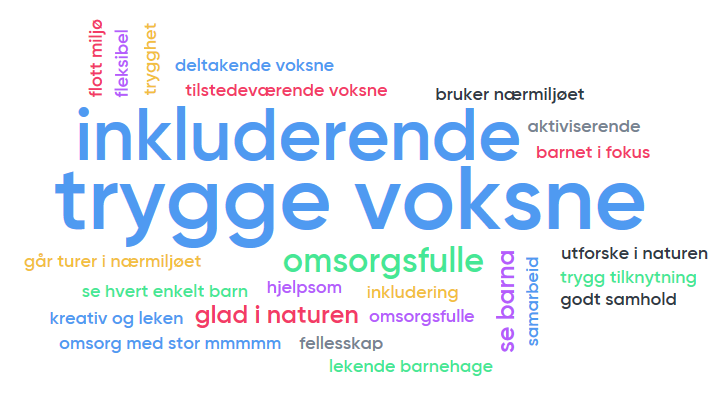 flott miljø
fleksibel
trygghet
deltakende voksne
tilstedeværende voksne
bruker nærmiljøet
inkluderende
aktiviserende
barnet i fokus
trygge voksne
går turer i nærmiljøet
omsorgsfulle
se barna
samarbeid
utforske i naturen
trygg tilknytning
godt samhold
se hvert enkelt barn
hjelpsom
inkludering
kreativ og leken
glad i naturen
omsorgsfulle
omsorg med stor mmmmm
fellesskap
lekende barnehage